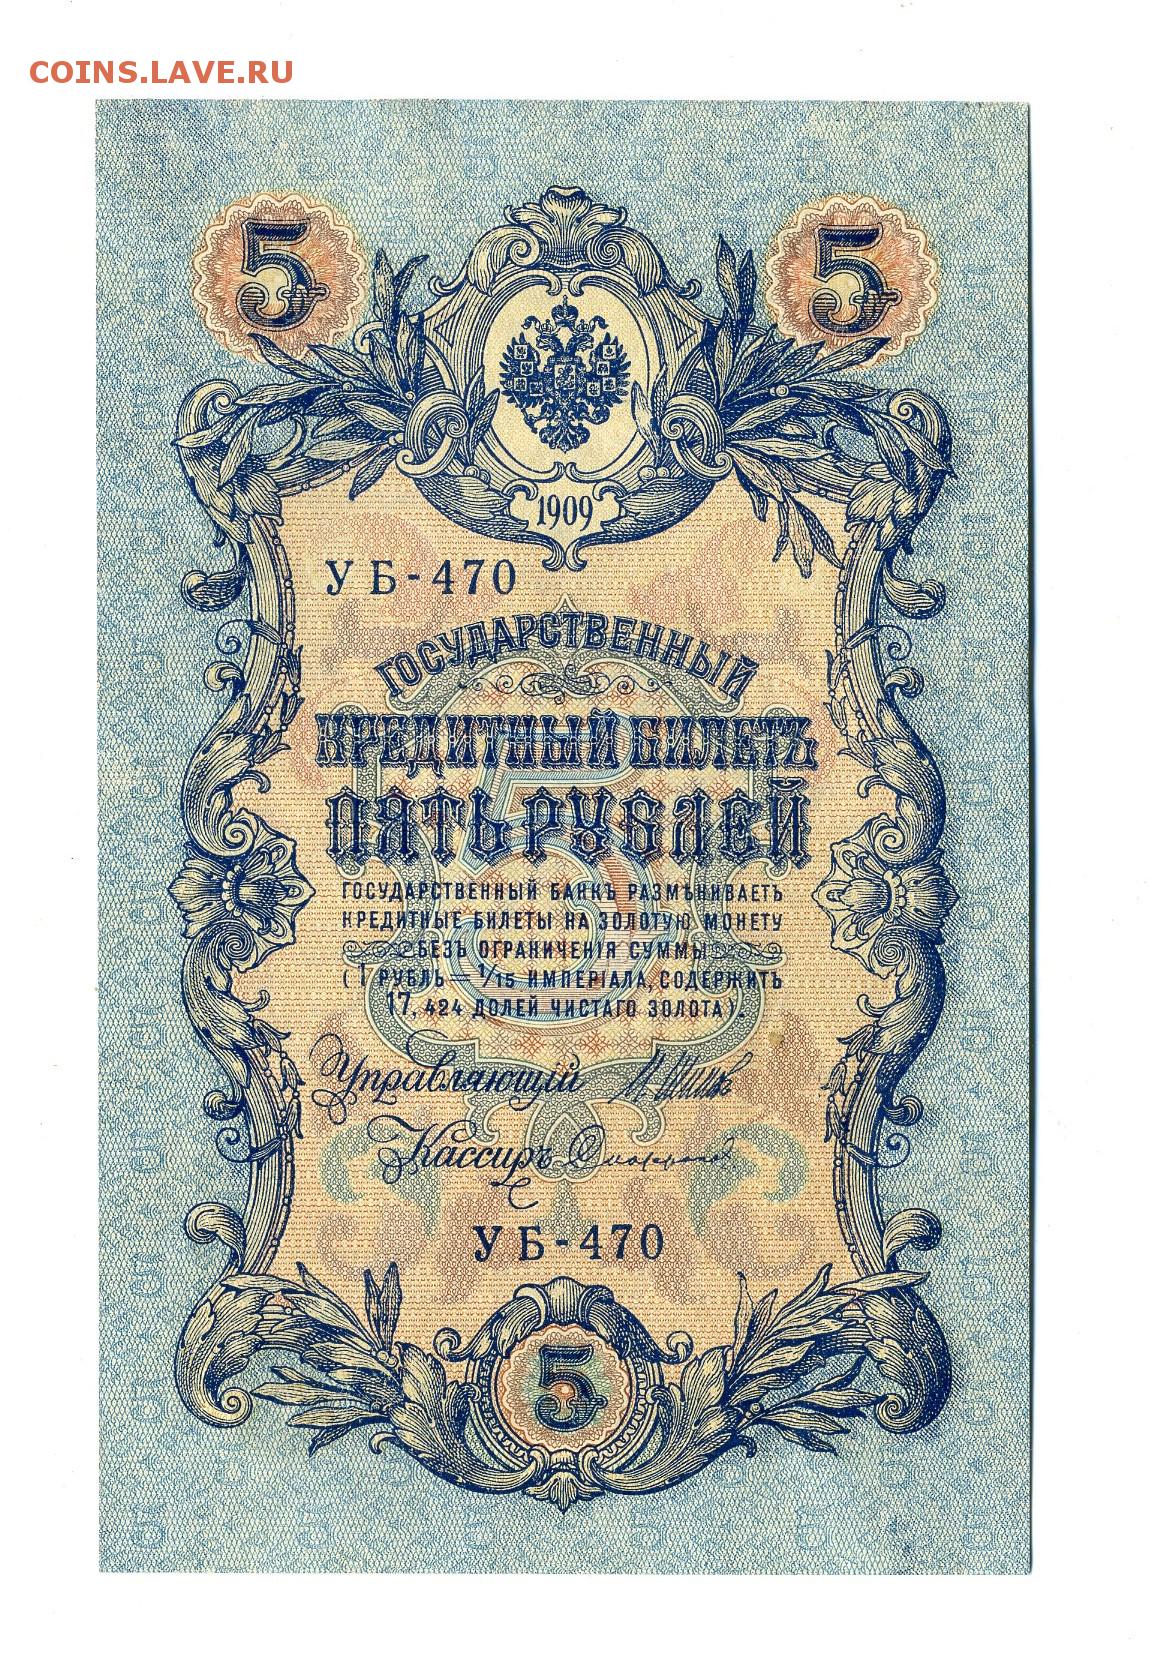 COINS.LAVE.RU
5 5
1909
УБ-470
ГОСУДАРСТВЕННЫЙ
КРЕДИТНЫЙ БИЛЕТЪ
ПЯТЬ РУБЛЕЙ
ГОСУДАРСТВЕННЫЙ БАНКЪ РАЗМѢНИВАЕТЪ
КРЕДИТНЫЕ БИЛЕТЫ НА ЗОЛОТУЮ МОНЕТУ
БЕЗЪ ОГРАНИЧЕНІЯ СУММЫ
(1 РУБЛЬ = 1/15 ИМПЕРІАЛА, СОДЕРЖИТЪ
17,424 ДОЛЕЙ ЧИСТАГО ЗОЛОТА).
Управляющій
Кассиръ
УБ-470
5